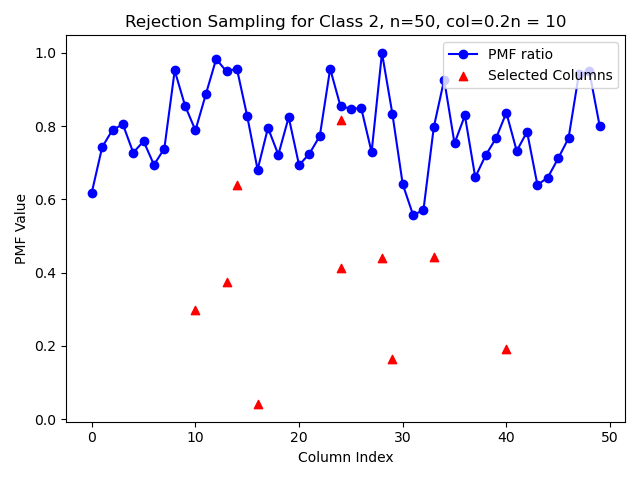 Rejection Sampling for Class 2, n=50, col=0.2n = 10
PMF ratio
Selected Columns
PMF Value
1.0
0.8
0.6
0.4
0.2
0.0
0 10 20 30 40 50
Column Index